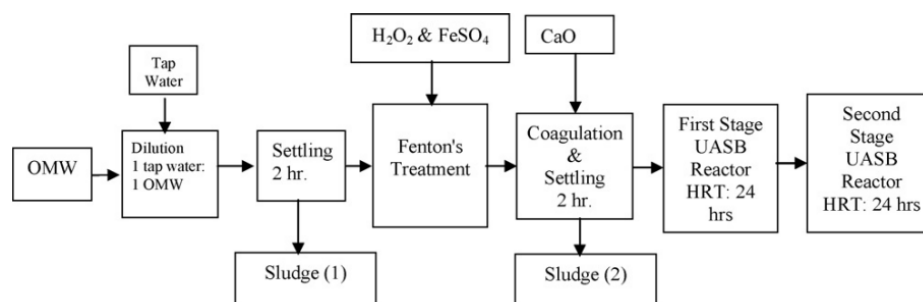 H₂O₂ & FeSO₄
CaO
Tap
Water
OMW
Dilution
1 tap water:
1 OMW
Settling
2 hr.
Fenton's
Treatment
Coagulation
&
Settling
2 hr.
First Stage
UASB
Reactor
HRT: 24
hrs
Second
Stage
UASB
Reactor
HRT: 24 hrs
Sludge (1)
Sludge (2)